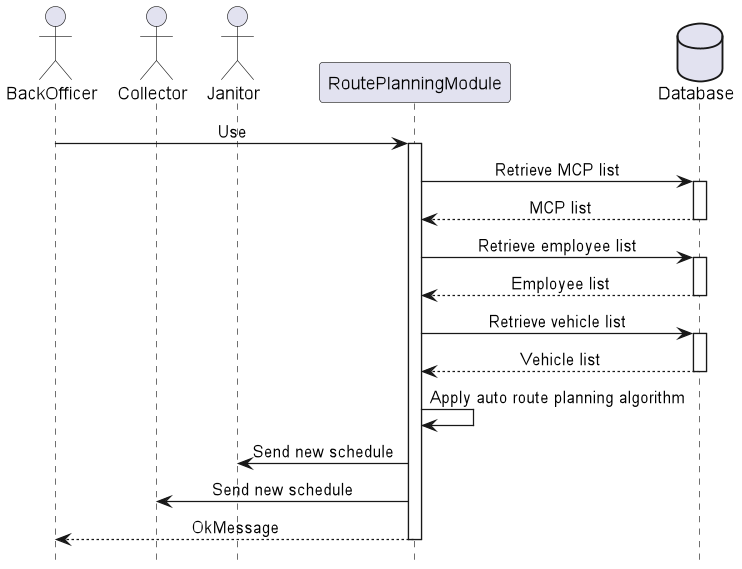 BackOfficer
Collector
Janitor
RoutePlanningModule
Database
Use
Retrieve MCP list
MCP list
Retrieve employee list
Employee list
Retrieve vehicle list
Vehicle list
Apply auto route planning algorithm
Send new schedule
Send new schedule
OkMessage